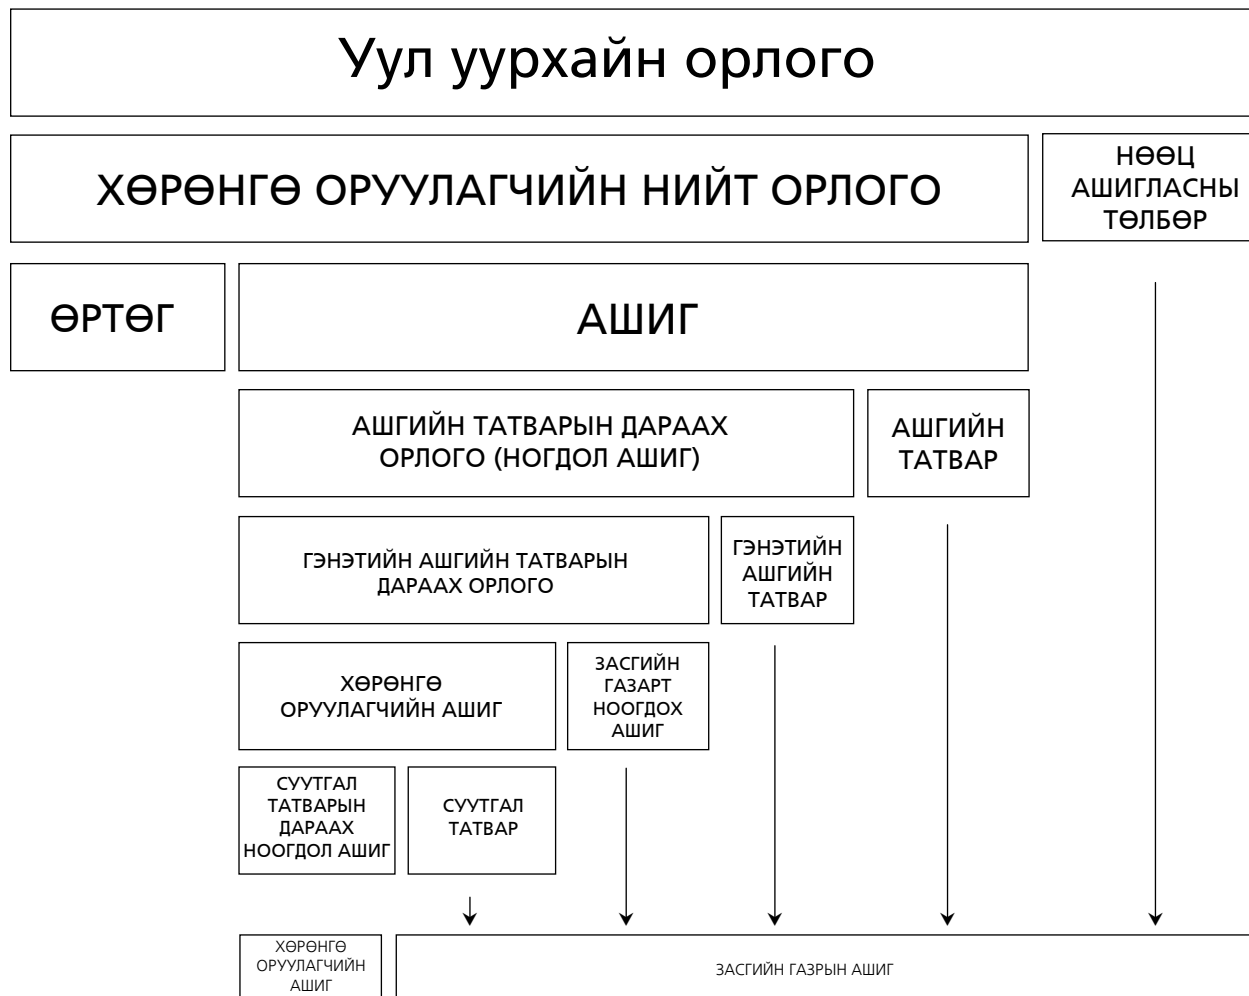 Уул уурхайн орлого
ХӨРӨНГӨ ОРУУЛАГЧИЙН НИЙТ ОРЛОГО
НӨӨЦ
АШИГЛАСНЫ
ТӨЛБӨР
ӨРТӨГ
АШИГ
АШГИЙН ТАТВАРЫН ДАРААХ
ОРЛОГО (НОГДОЛ АШИГ)
АШГИЙН
ТАТВАР
ГЭНЭТИЙН АШГИЙН ТАТВАРЫН
ДАРААХ ОРЛОГО
ГЭНЭТИЙН
АШГИЙН
ТАТВАР
ХӨРӨНГӨ
ОРУУЛАГЧИЙН АШИГ
ЗАСГИЙН
ГАЗАРТ
НООГДОХ
АШИГ
СУУТГАЛ
ТАТВАРЫН
ДАРААХ
НООГДОЛ АШИГ
СУУТГАЛ
ТАТВАР
ХӨРӨНГӨ
ОРУУЛАГЧИЙН
АШИГ
ЗАСГИЙН ГАЗРЫН АШИГ